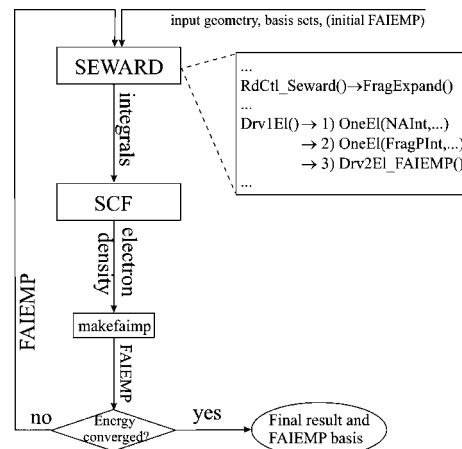 input geometry, basis sets, (initial FAIEMP)
SEWARD
...
RdCtl_Seward()→FragExpand()
...
Drv1El() → 1) OneEl(NAInt,...)
→ 2) OneEl(FragPInt,...)
→ 3) Drv2El_FAIEMP()
...
integrals
SCF
electron
density
makefaimp
FAIEMP
FAIEMP
Energy
converged?
no
yes
Final result and
FAIEMP basis